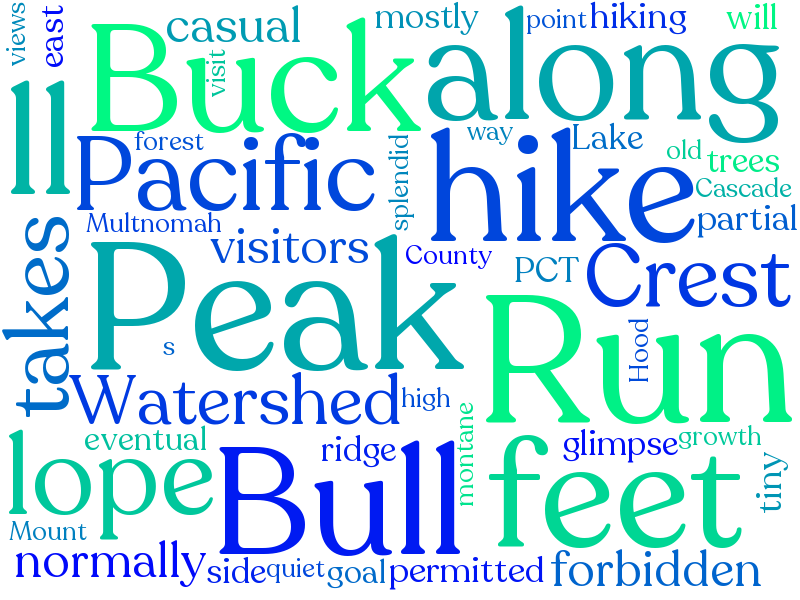 views
east
casual
mostly
point
hiking
will
Buck
visit
along
ll
forest
Pacific
splendid
way
Lake
old
trees
hike
Cascade
partial
Multnomah
visitors
County
PCT
Crest
takes
Peak
s
Hood
Run
Watershed
high
montane
eventual
ridge
glimpse
growth
tiny
lope
Bull
feet
Mount
normally
side
quiet
goal
permitted
forbidden